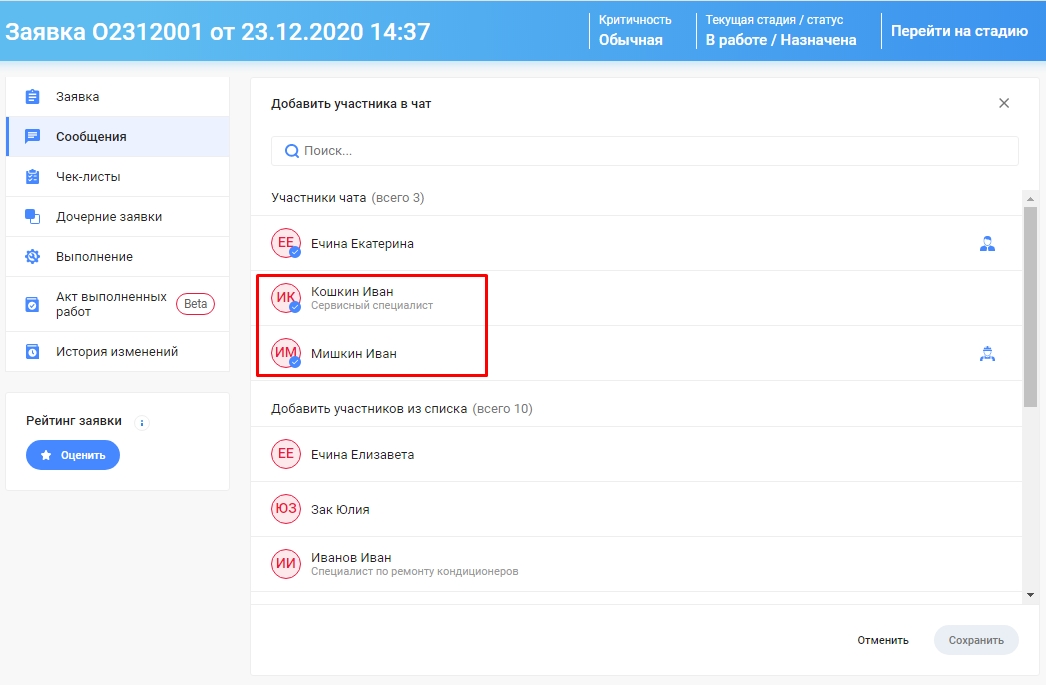 Заявка О2312001 от 23.12.2020 14:37
Критичность
Обычная
Текущая стадия / статус
В работе / Назначена
Перейти на стадию
Заявка
Сообщения
Чек-листы
Дочерние заявки
Выполнение
Акт выполненных
работ
Beta
История изменений
Рейтинг заявки
Оценить
Добавить участника в чат
Поиск...
Участники чата (всего 3)
ЕЕ
Ечина Екатерина
ИК
Кошкин Иван
Сервисный специалист
ИМ
Мишкин Иван
Добавить участников из списка (всего 10)
ЕЕ
Ечина Елизавета
ЮЗ
Зак Юлия
ИИ
Иванов Иван
Специалист по ремонту кондиционеров
Отменить
Сохранить